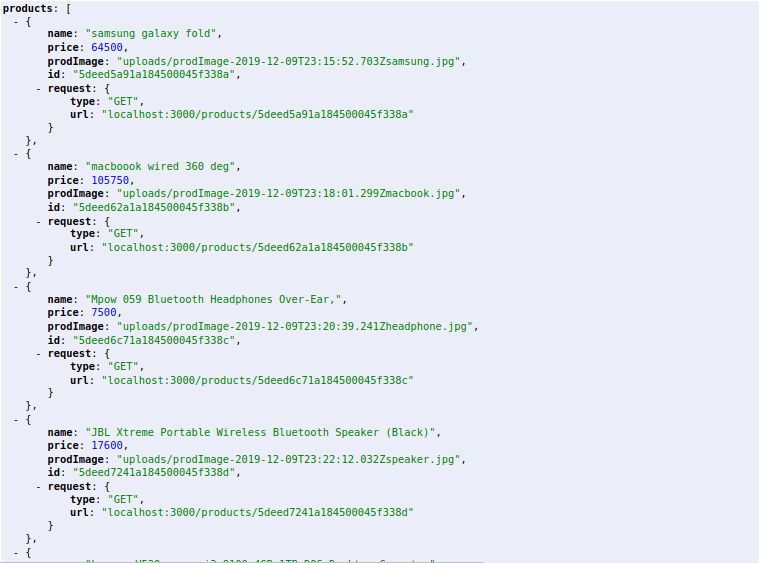 products: [
- {
name: "samsung galaxy fold",
price: 64500,
prodImage: "uploads/prodImage-2019-12-09T23:15:52.703Zsamsung.jpg",
id: "5deed5a91a184500045f338a",
- request: {
type: "GET",
url: "localhost:3000/products/5deed5a91a184500045f338a"
}
},
- {
name: "macboook wired 360 deg",
price: 105750,
prodImage: "uploads/prodImage-2019-12-09T23:18:01.299Zmacbook.jpg",
id: "5deed62a1a184500045f338b",
- request: {
type: "GET",
url: "localhost:3000/products/5deed62a1a184500045f338b"
}
},
- {
name: "Mpow 059 Bluetooth Headphones Over-Ear,",
price: 7500,
prodImage: "uploads/prodImage-2019-12-09T23:20:39.241Zheadphone.jpg",
id: "5deed6c71a184500045f338c",
- request: {
type: "GET",
url: "localhost:3000/products/5deed6c71a184500045f338c"
}
},
- {
name: "JBL Xtreme Portable Wireless Bluetooth Speaker (Black)",
price: 17600,
prodImage: "uploads/prodImage-2019-12-09T23:22:12.032Zspeaker.jpg",
id: "5deed7241a184500045f338d",
- request: {
type: "GET",
url: "localhost:3000/products/5deed7241a184500045f338d"
}
},
- {